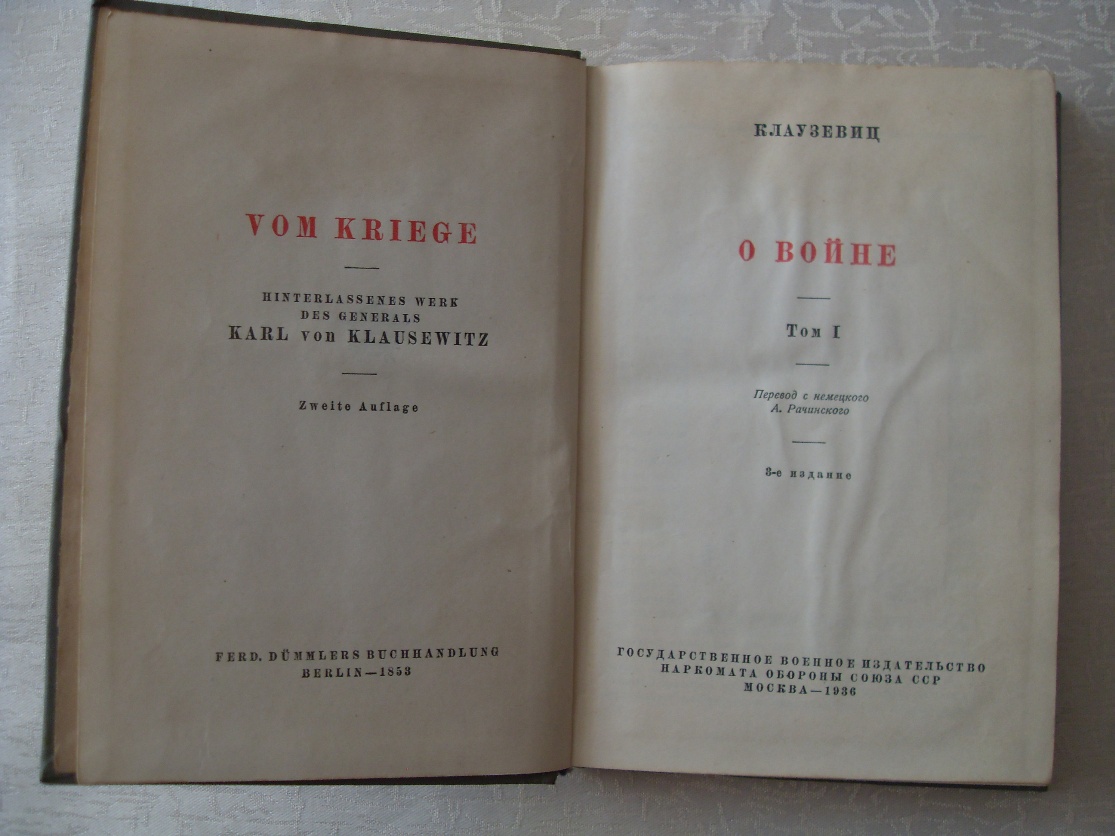 VOM KRIEGE
HINTERLASSENES WERK
DES GENERALS
KARL von KLAUSEWITZ
Zweite Auflage
FERD. DÜMMLERS BUCHHANDLUNG
BERLIN—1853
КЛАУЗЕВИЦ
О ВОЙНЕ
Том I
Перевод с немецкого
А. Рачинского
3-е издание
ГОСУДАРСТВЕННОЕ ВОЕННОЕ ИЗДАТЕЛЬСТВО
НАРКОМАТА ОБОРОНЫ СОЮЗА ССР
МОСКВА—1936